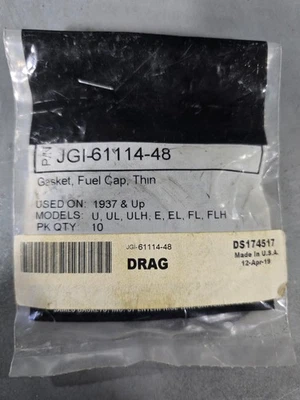 P/N
JGI-61114-48
Gasket, Fuel Cap, Thin
USED ON: 1937 & Up
MODELS: U, UL, ULH, E, EL, FL, FLH
PK QTY: 10
JGI-61114-48
DRAG
DS174517
Made In U.S.A.
12-Apr-19